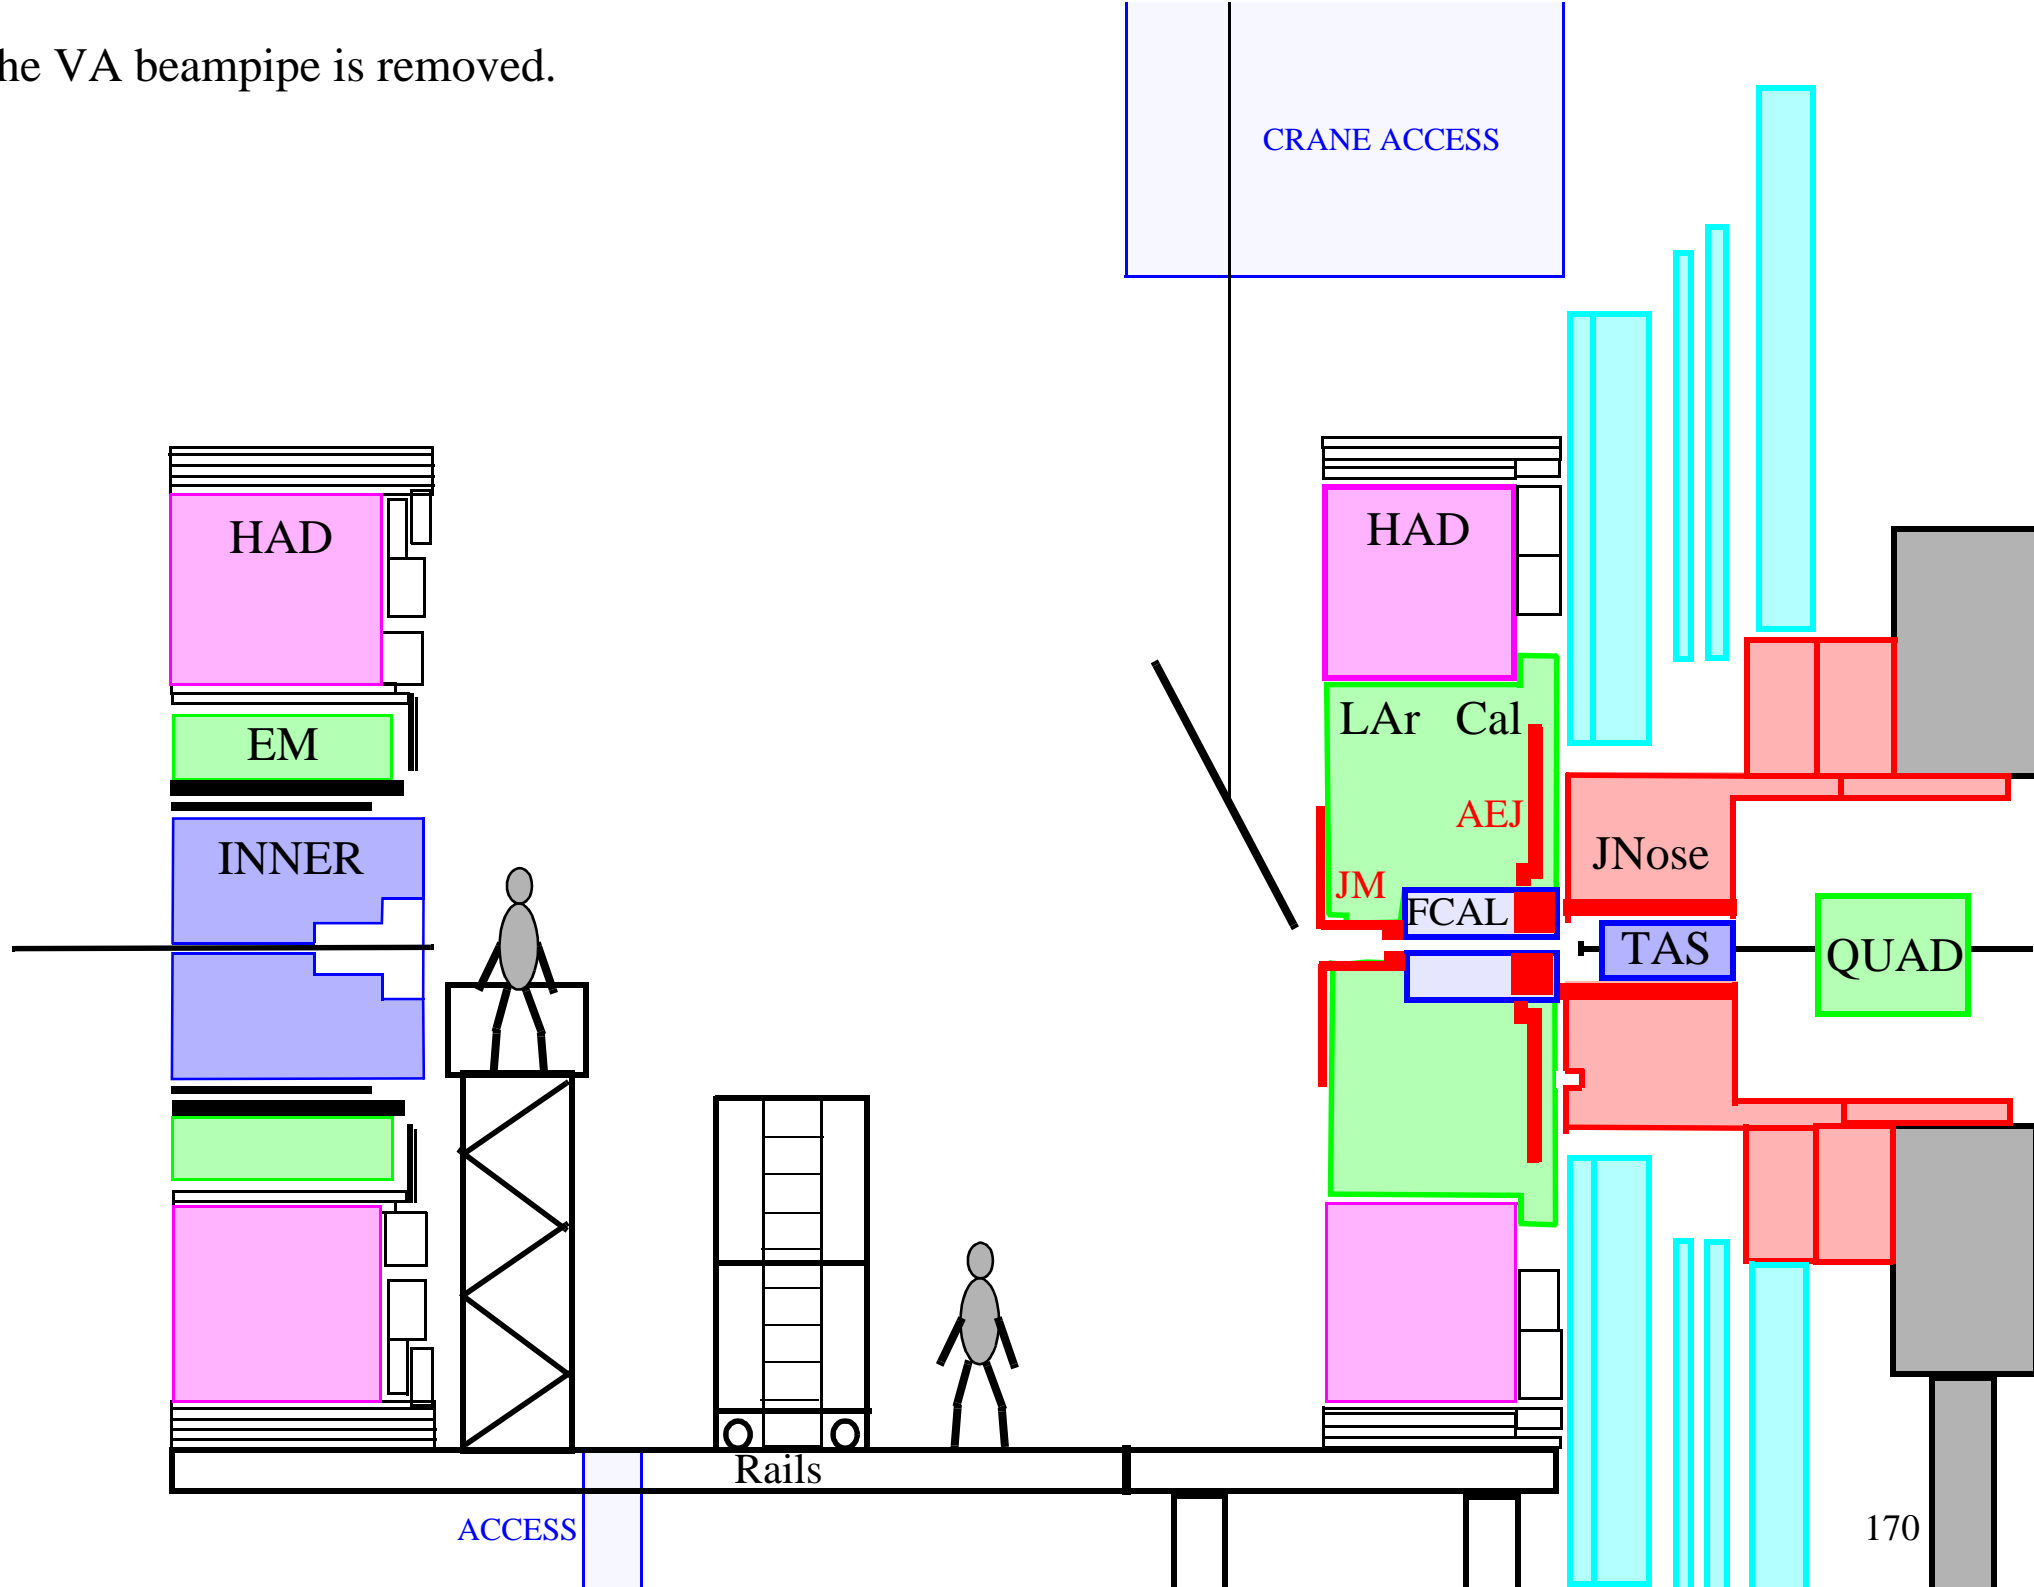 he VA beampipe is removed.
CRANE ACCESS
HAD
HAD
LAr Cal
EM
AEJ
INNER
JNose
JM
FCAL
TAS
QUAD
Rails
ACCESS
170